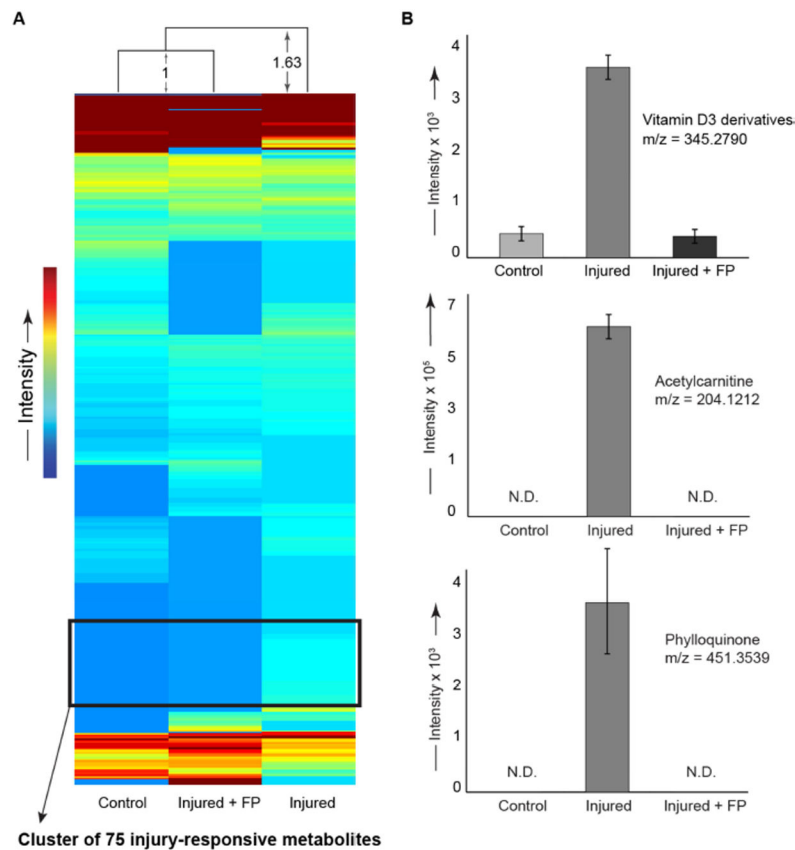 A
1
1.63
Intensity
Control
Injured + FP
Injured
Cluster of 75 injury-responsive metabolites
B
4
3
2
1
0
Intensity x 10³
Vitamin D3 derivatives
m/z = 345.2790
Control
Injured
Injured + FP
7
5
3
1
0
Intensity x 10⁵
Acetylcarnitine
m/z = 204.1212
N.D.
N.D.
Control
Injured
Injured + FP
4
3
2
1
0
Intensity x 10³
Phylloquinone
m/z = 451.3539
N.D.
N.D.
Control
Injured
Injured + FP